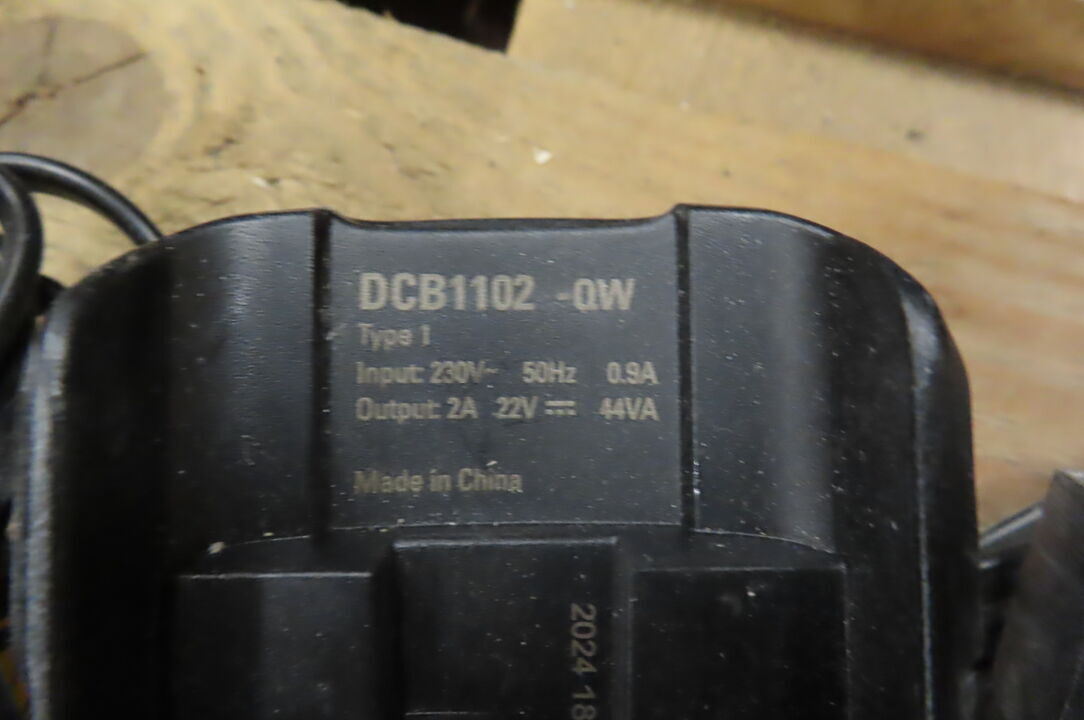 DCB1102 -QW
Type 1
Input: 230V~ 50Hz 0.9A
Output: 2A 22V ⎓ 44VA
Made in China
2024 18